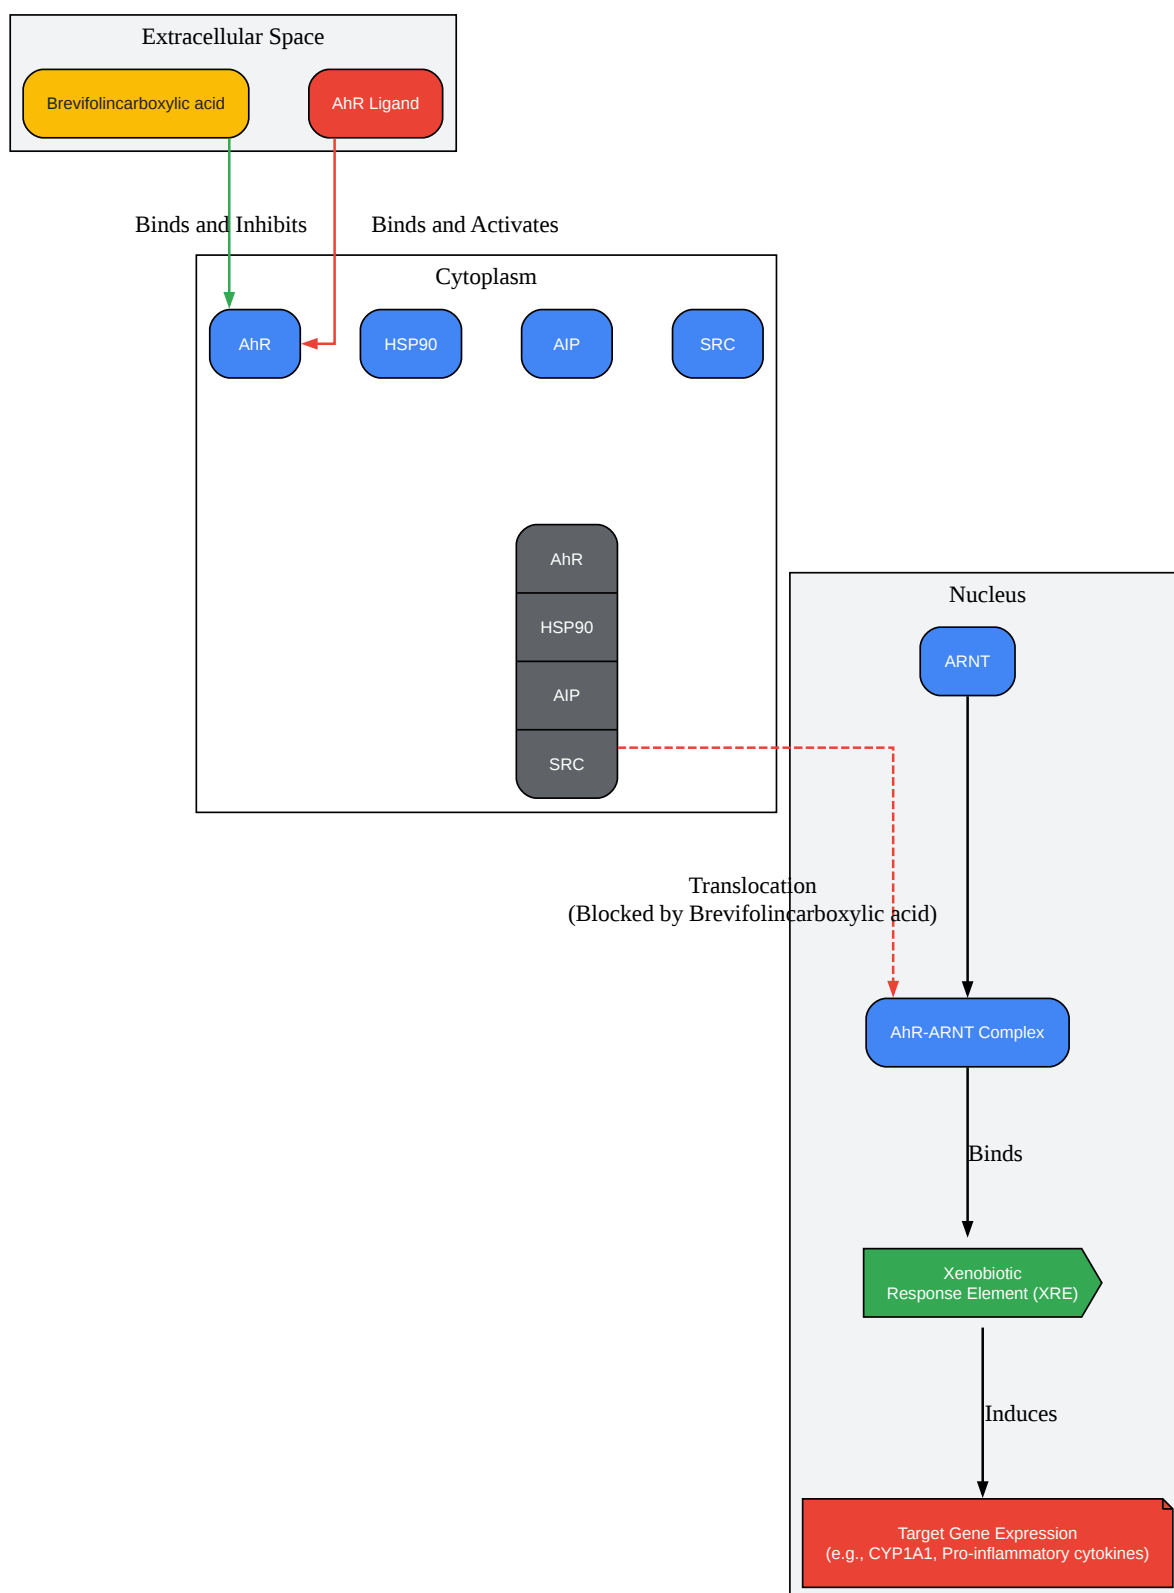 Extracellular Space
Brevifolincarboxylic acid
AhR Ligand
Binds and Inhibits
Binds and Activates
Cytoplasm
AhR
HSP90
AIP
SRC
AhR
HSP90
AIP
SRC
Nucleus
ARNT
Translocation
(Blocked by Brevifolincarboxylic acid)
AhR-ARNT Complex
Binds
Xenobiotic
Response Element (XRE)
Induces
Target Gene Expression
(e.g., CYP1A1, Pro-inflammatory cytokines)